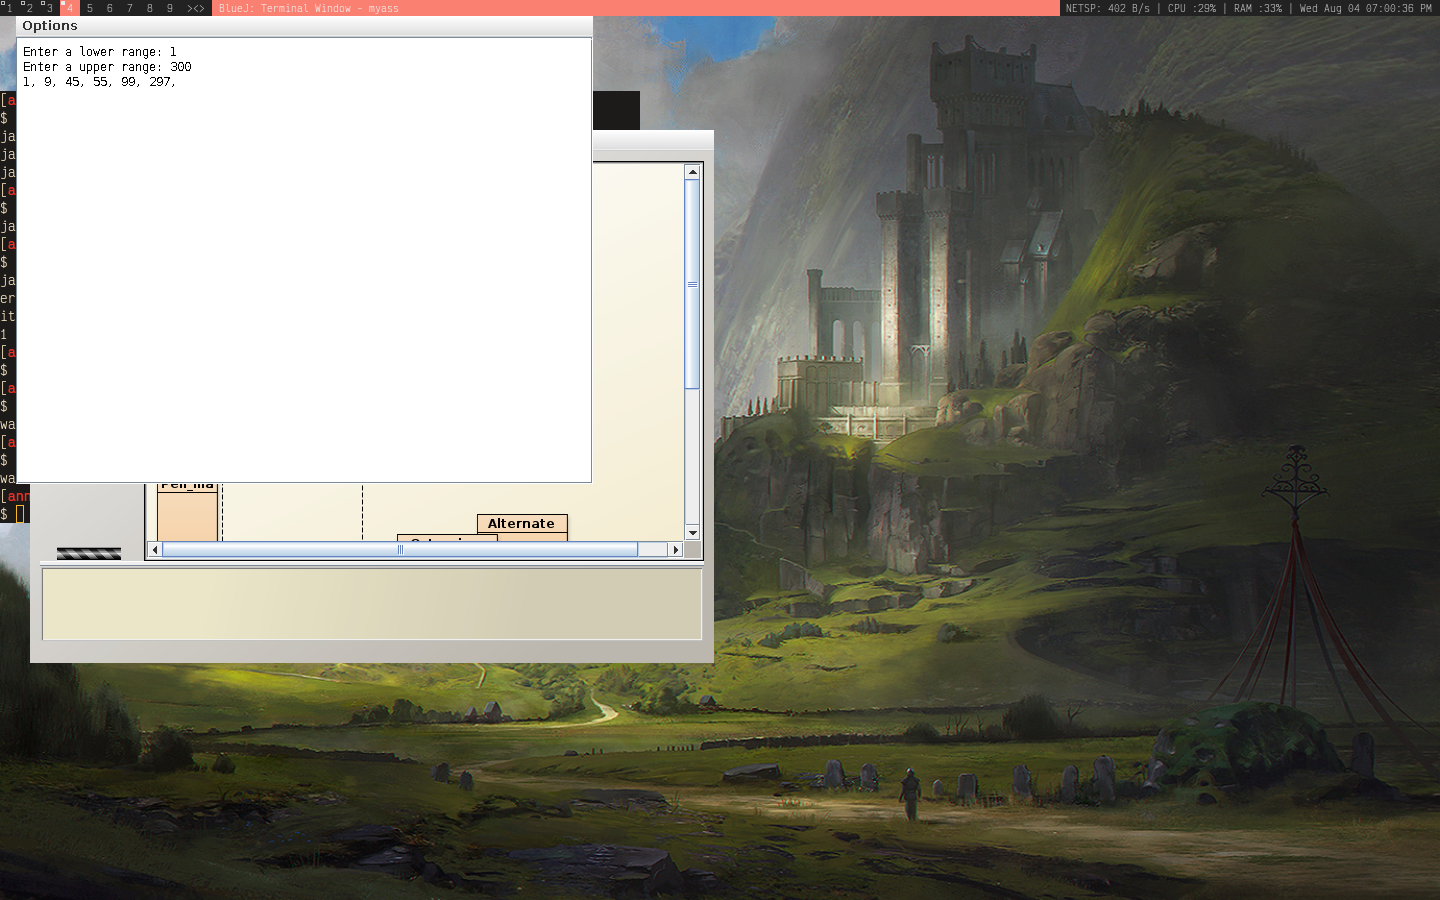 1 2 3 4 5 6 7 8 9 ><> BlueJ: Terminal Window - myass NETSP: 402 B/s | CPU :29% | RAM :33% | Wed Aug 04 07:00:36 PM
Options
Enter a lower range: 1
Enter a upper range: 300
1, 9, 45, 55, 99, 297,
[a
$
ja
ja
ja
[a
$
ja
[a
$
ja
er
it
1
[a
$
[a
$
wa
[a
$
wa
[ann
$
Alternate